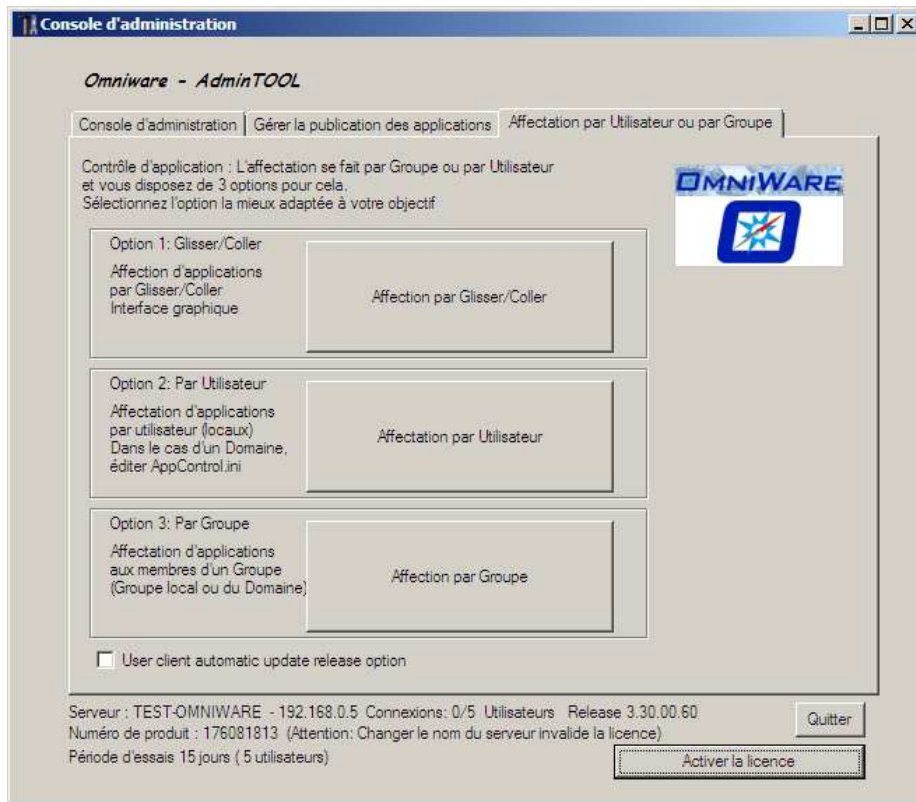 Console d'administration
Omniware - AdminTOOL
Console d'administration
Gérer la publication des applications
Affectation par Utilisateur ou par Groupe
Contrôle d'application : L'affectation se fait par Groupe ou par Utilisateur
et vous disposez de 3 options pour cela.
Sélectionnez l'option la mieux adaptée à votre objectif
OMNIWARE
Option 1: Glisser/Coller
Affection d'applications
par Glisser/Coller
Interface graphique
Affection par Glisser/Coller
Option 2: Par Utilisateur
Affectation d'applications
par utilisateur (locaux)
Dans le cas d'un Domaine,
éditer AppControl.ini
Affectation par Utilisateur
Option 3: Par Groupe
Affectation d'applications
aux membres d'un Groupe
(Groupe local ou du Domaine)
Affection par Groupe
User client automatic update release option
Serveur : TEST-OMNIWARE - 192.168.0.5 Connexions: 0/5 Utilisateurs Release 3.30.00.60
Numéro de produit : 176081813 (Attention: Changer le nom du serveur invalide la licence)
Période d'essais 15 jours ( 5 utilisateurs)
Quitter
Activer la licence